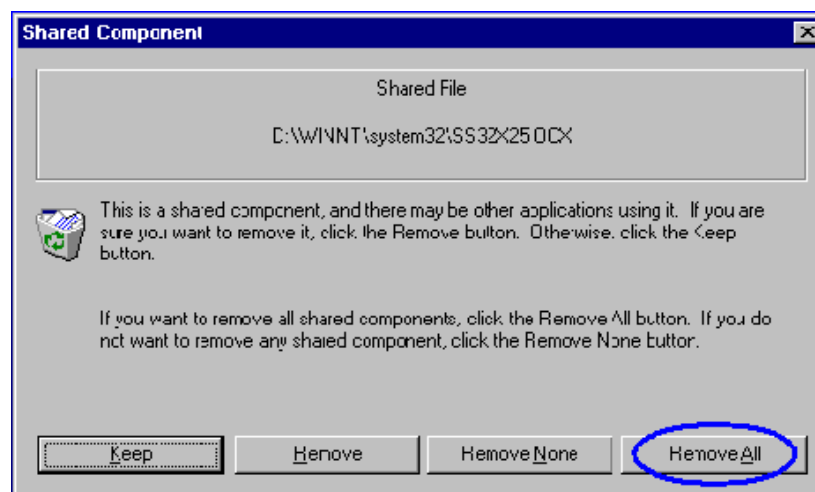 Shared Component
Shared File
D:\WINNT\system32\SS32X25.OCX
This is a shared component, and there may be other applications using it. If you are
sure you want to remove it, click the Remove button. Otherwise, click the Keep
button.
If you want to remove all shared components, click the Remove All button. If you do
not want to remove any shared component, click the Remove None button.
Keep
Remove
Remove None
Remove All